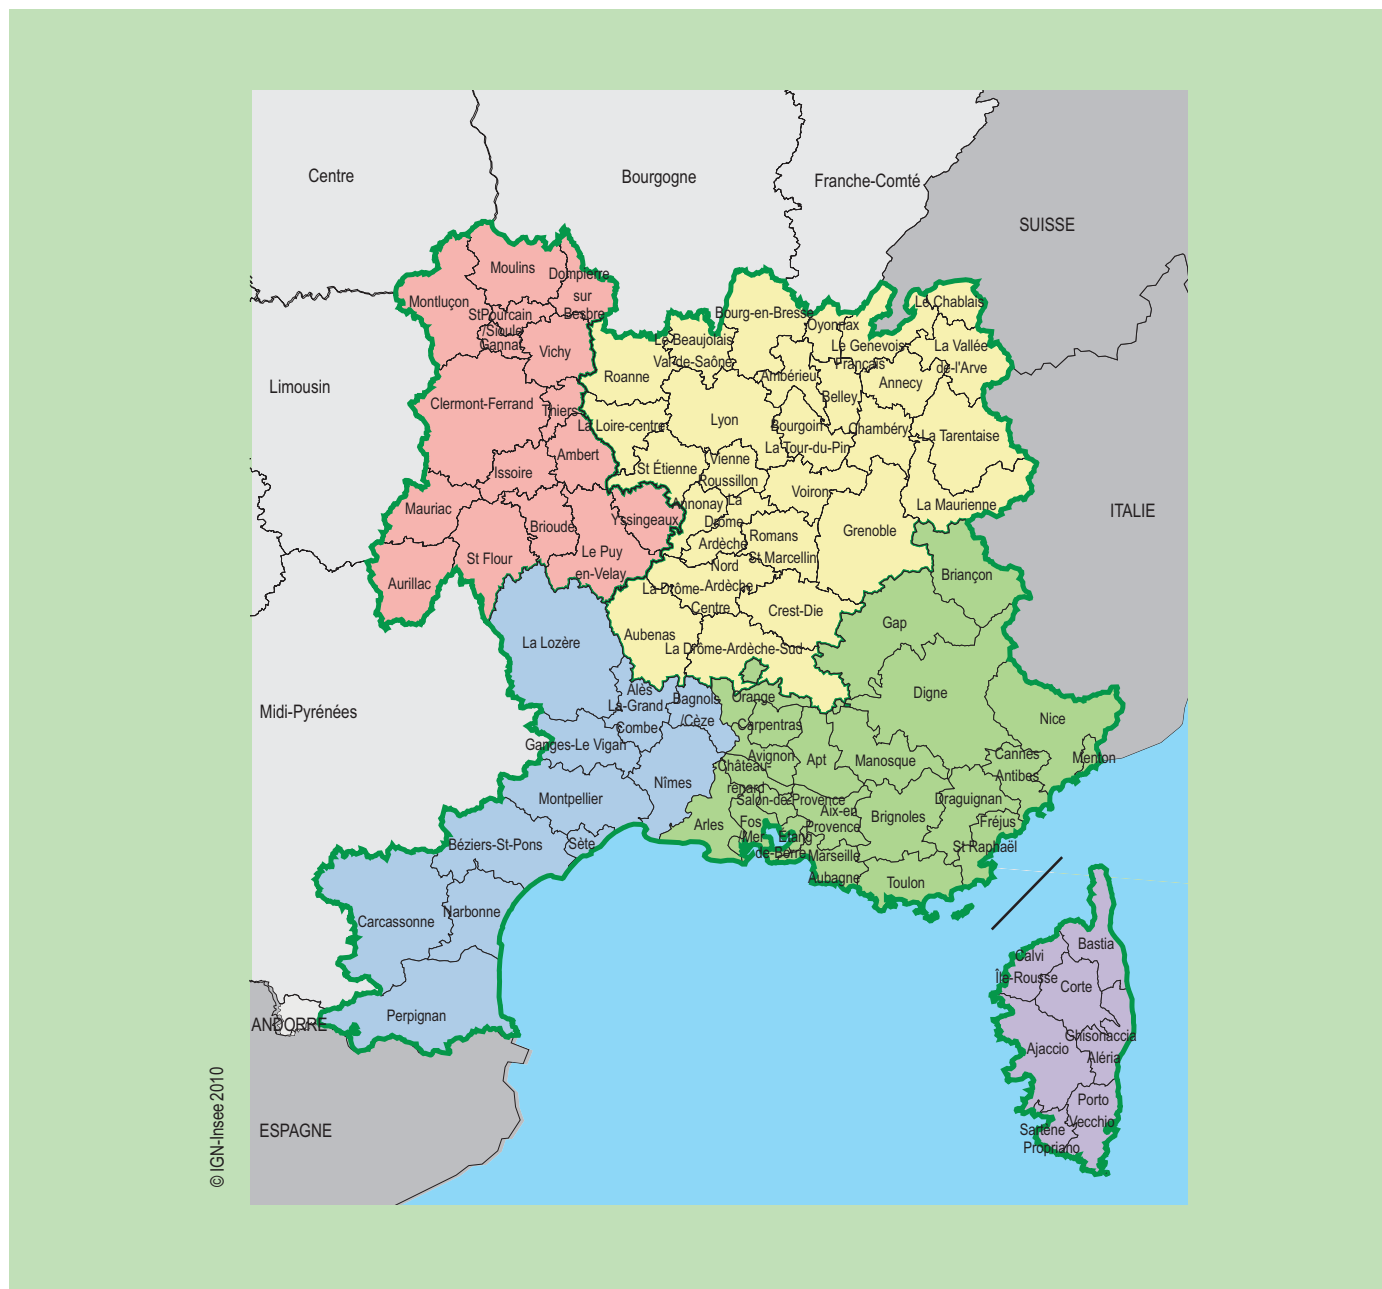 Centre
Bourgogne
Franche-Comté
SUISSE
Moulins
Dompierre
sur
Besbre
Montluçon
StPourcain
/Sioule
Gannat
Vichy
Le Chablais
Bourg-en-Bresse
Oyonnax
Le Beaujolais
Val-de-Saône
Le Genevois-
Français
La Vallée
de-l'Arve
Roanne
Ambérieu
Annecy
Belley
Limousin
Clermont-Ferrand
Thiers
La Loire-centre
Lyon
Bourgoin
La Tour-du-Pin
Chambéry
La Tarentaise
Ambert
Issoire
St Étienne
Vienne
Roussillon
Voiron
La Maurienne
ITALIE
Mauriac
Brioude
Yssingeaux
Annonay
La
Drôme
Ardèche
Nord
Romans
St Marcellin
Grenoble
St Flour
Le Puy
en-Velay
Aurillac
La Drôme-Ardèche
Centre
Crest-Die
Briançon
Gap
La Lozère
Aubenas
La Drôme-Ardèche-Sud
Midi-Pyrénées
Alès
La-Grand
Combe
Bagnols
/Cèze
Orange
Carpentras
Digne
Nice
Ganges-Le Vigan
Avignon
Apt
Manosque
Cannes
Antibes
Menton
Nîmes
Château-
renard
Montpellier
Salon-de-Provence
Aix-en
Provence
Brignoles
Draguignan
Fréjus
St Raphaël
Arles
Fos
/Mer
Étang
de-Berre
Béziers-St-Pons
Sète
Marseille
Aubagne
Toulon
Carcassonne
Narbonne
Perpignan
ANDORRE
ESPAGNE
Bastia
Calvi
Île-Rousse
Corte
Ghisonaccia
Aléria
Ajaccio
Porto
Vecchio
Sartène
Propriano
© IGN-Insee 2010